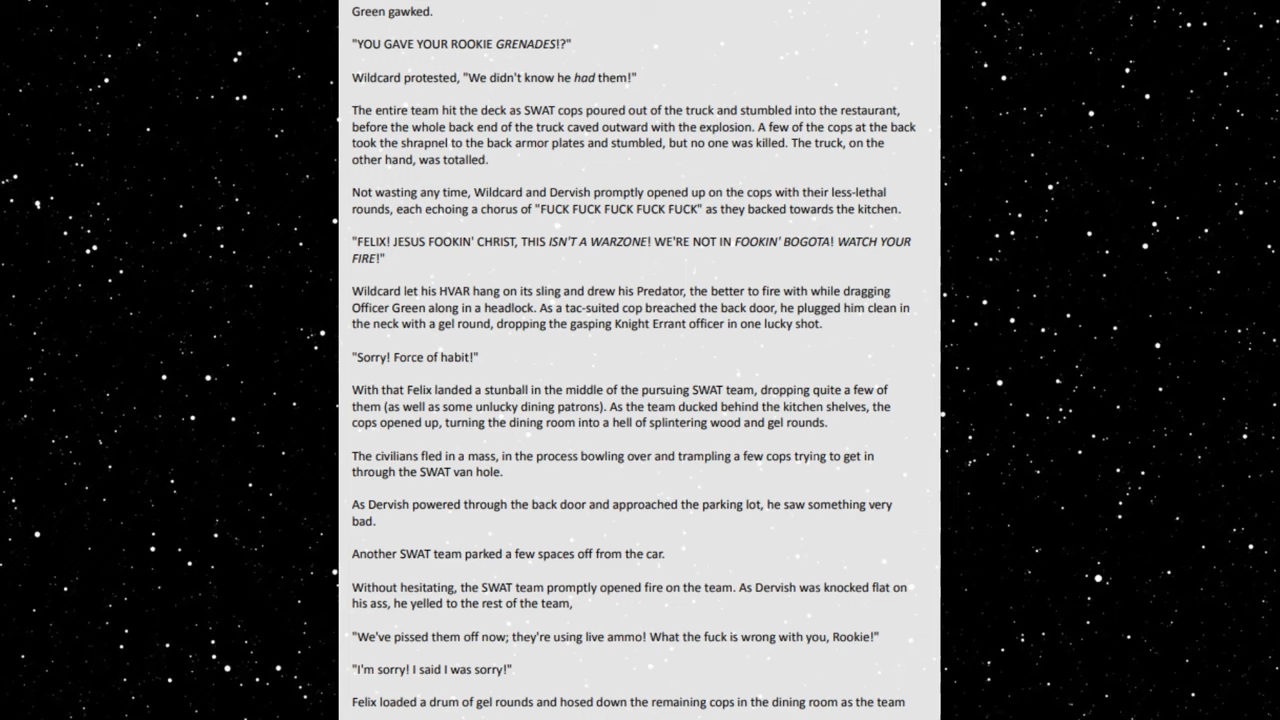 Green gawked.
"YOU GAVE YOUR ROOKIE GRENADES!?"
Wildcard protested, "We didn't know he had them!"
The entire team hit the deck as SWAT cops poured out of the truck and stumbled into the restaurant,
before the whole back end of the truck caved outward with the explosion. A few of the cops at the back
took the shrapnel to the back armor plates and stumbled, but no one was killed. The truck, on the
other hand, was totalled.
Not wasting any time, Wildcard and Dervish promptly opened up on the cops with their less-lethal
rounds, each echoing a chorus of "FUCK FUCK FUCK FUCK FUCK" as they backed towards the kitchen.
"FELIX! JESUS FOOKIN' CHRIST, THIS ISN'T A WARZONE! WE'RE NOT IN FOOKIN' BOGOTA! WATCH YOUR
FIRE!"
Wildcard let his HVAR hang on its sling and drew his Predator, the better to fire with while dragging
Officer Green along in a headlock. As a tac-suited cop breached the back door, he plugged him clean in
the neck with a gel round, dropping the gasping Knight Errant officer in one lucky shot.
"Sorry! Force of habit!"
With that Felix landed a stunball in the middle of the pursuing SWAT team, dropping quite a few of
them (as well as some unlucky dining patrons). As the team ducked behind the kitchen shelves, the
cops opened up, turning the dining room into a hell of splintering wood and gel rounds.
The civilians fled in a mass, in the process bowling over and trampling a few cops trying to get in
through the SWAT van hole.
As Dervish powered through the back door and approached the parking lot, he saw something very
bad.
Another SWAT team parked a few spaces off from the car.
Without hesitating, the SWAT team promptly opened fire on the team. As Dervish was knocked flat on
his ass, he yelled to the rest of the team,
"We've pissed them off now; they're using live ammo! What the fuck is wrong with you, Rookie!"
"I'm sorry! I said I was sorry!"
Felix loaded a drum of gel rounds and hosed down the remaining cops in the dining room as the team